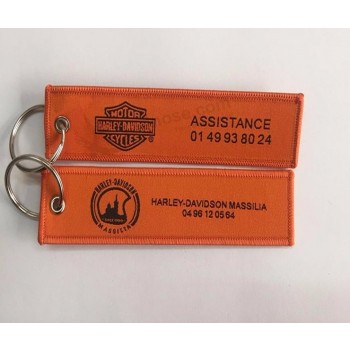 MOTOR
HARLEY-DAVIDSON
CYCLES
®
ASSISTANCE
01 49 93 80 24
HARLEY-DAVIDSON
MASSILIA
HARLEY-DAVIDSON MASSILIA
04 96 12 05 64